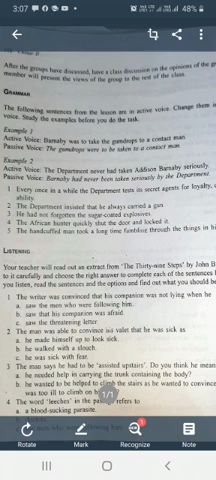 3:07
48%
After the groups have discussed, have a class discussion on the opinions of the
member will present the views of the group to the rest of the class.
GRAMMAR
The following sentences from the lesson are in active voice. Change them
voice. Study the examples before you do the task.
Example 1
Active Voice: Barnaby was to take the gumdrops to a contact man.
Passive Voice: The gumdrops were to be taken to a contact man.
Example 2
Active Voice: The Department never had taken Addison Barnaby seriously.
Passive Voice: Barnaby had never been taken seriously by the Department.
1 Every once in a while the Department tests its secret agents for loyalty,
ability.
2 The Department insisted that he always carried a gun.
3 He had not forgotten the sugar-coated explosives.
4 The African hunter quickly shut the door and locked it.
5 The handcuffed man took a long time fumbling through the things in
LISTENING
Your teacher will read out an extract from 'The Thirty-nine Steps' by John B
to it carefully and choose the right answer to complete each of the sentences
you listen, read the sentences and the options and find out what you should be
1 The writer was convinced that his companion was not lying when he
a. saw the men who were following him.
b. saw that his companion was afraid.
c. saw the threatening letter
2 The man was able to convince his valet that he was sick as
a. he made himself up to look sick.
b. he walked with a slouch.
c. he was sick with fear.
3 The man says he had to be 'assisted upstairs'. Do you think he mean
a. he needed help in carrying the trunk containing the body?
b. he wanted to be helped to climb the stairs as he wanted to convince
was too ill to climb on
1/1
4 The word 'leeches' in the refers to
a. a blood-sucking parasite.
Rotate
Mark
Recognize
Note